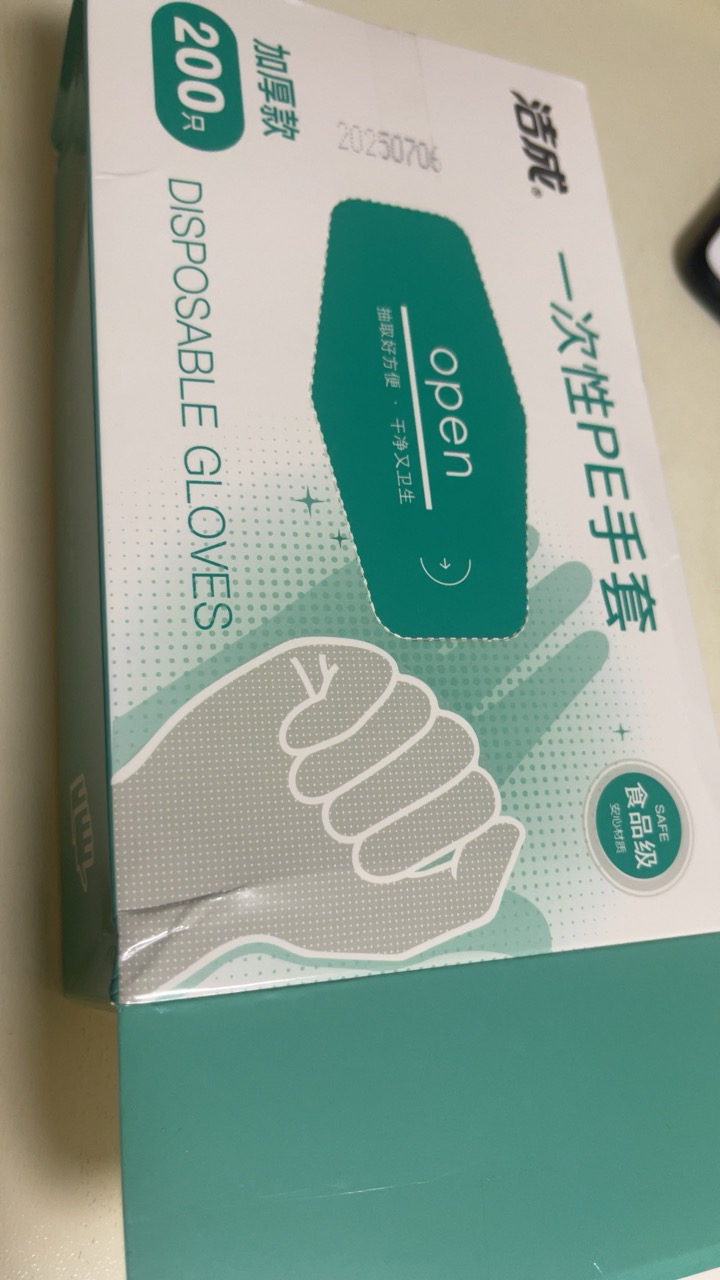 洁成®
一次性PE手套
SAFE
食品级
安心材质
open
抽取好方便 · 干净又卫生
20250706
加厚款
200只
DISPOSABLE GLOVES